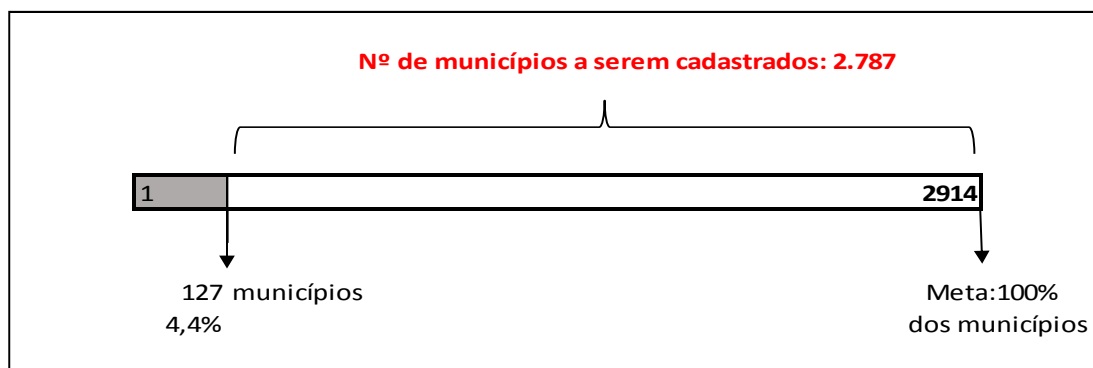 Nº de municípios a serem cadastrados: 2.787
1 2914
127 municípios
4,4%
Meta:100%
dos municípios